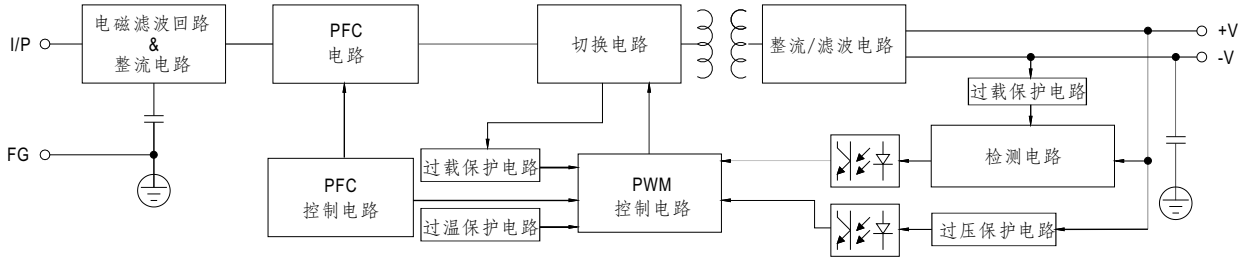 I/P
电磁滤波回路
&
整流电路
PFC
电路
切换电路
整流/滤波电路
+V
-V
过载保护电路
FG
PFC
控制电路
过载保护电路
过温保护电路
PWM
控制电路
检测电路
过压保护电路